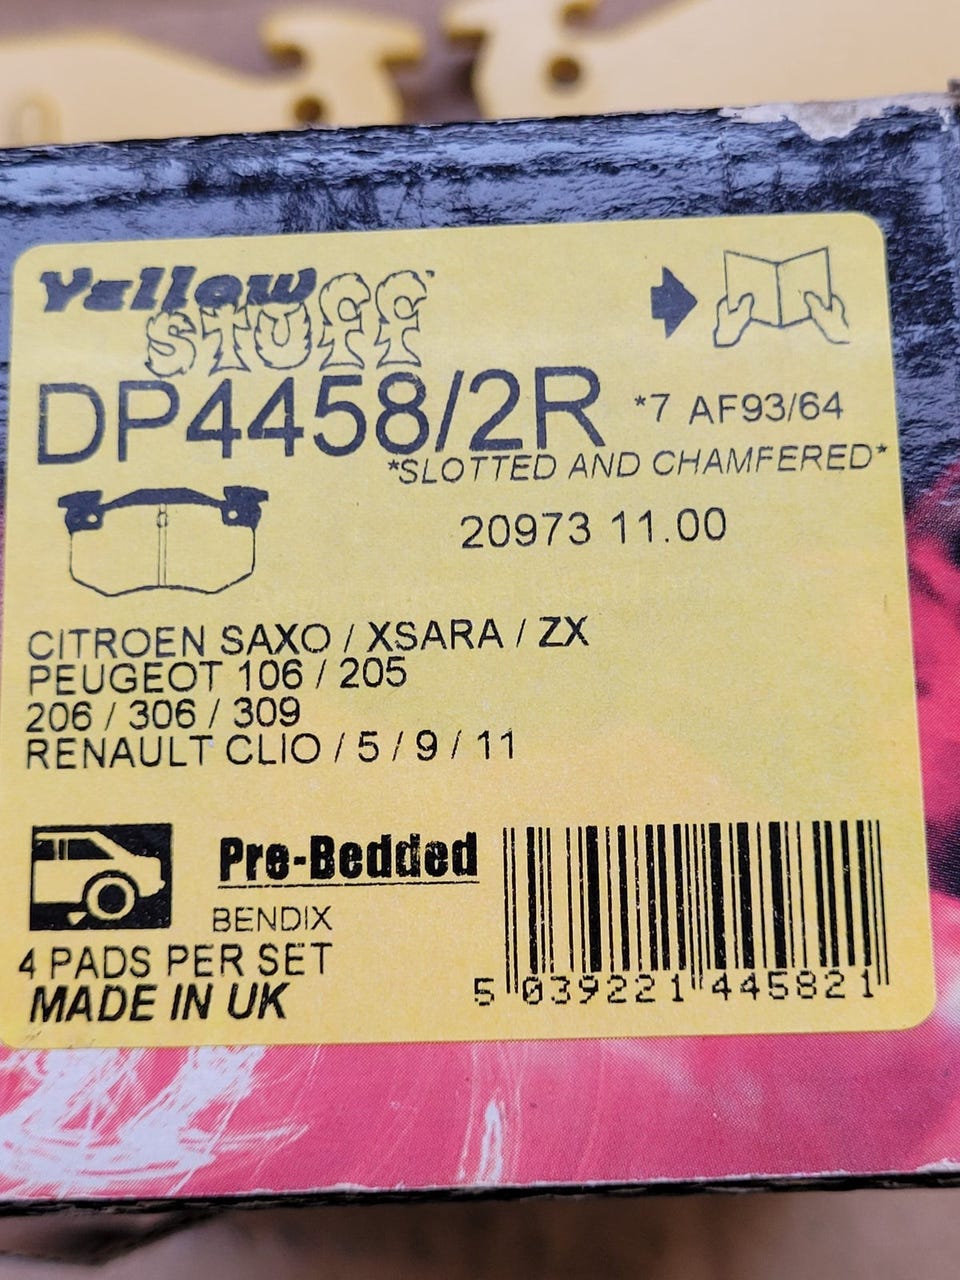 Yellow
STUFF
DP4458/2R *7 AF93/64
*SLOTTED AND CHAMFERED*
20973 11.00
CITROEN SAXO / XSARA / ZX
PEUGEOT 106 / 205
206 / 306 / 309
RENAULT CLIO / 5 / 9 / 11
Pre-Bedded
BENDIX
4 PADS PER SET
MADE IN UK
5 039221 445821